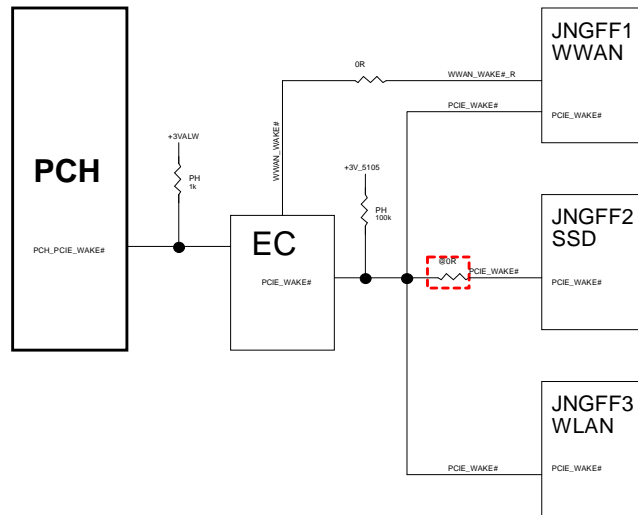 JNGFF1
WWAN
0R
WWAN_WAKE#_R
PCIE_WAKE#
PCIE_WAKE#
WWAN_WAKE#
+3VALW
PH
1k
+3V_5105
PH
100k
PCH
PCH_PCIE_WAKE#
EC
PCIE_WAKE#
JNGFF2
SSD
@0R
PCIE_WAKE#
PCIE_WAKE#
JNGFF3
WLAN
PCIE_WAKE#
PCIE_WAKE#